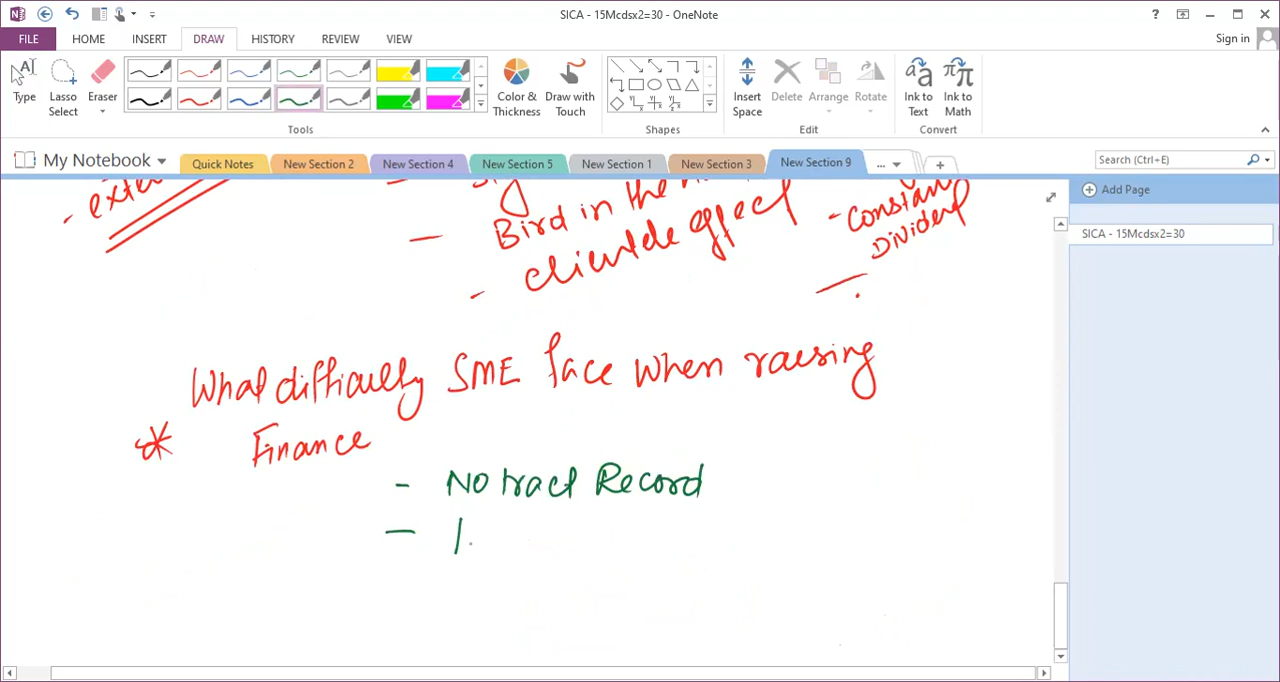 SICA - 15Mcdsx2=30 - OneNote
FILE HOME INSERT DRAW HISTORY REVIEW VIEW
Sign in
Type
Lasso Select
Eraser
Color & Thickness
Draw with Touch
Insert Space
Delete
Arrange
Rotate
Ink to Text
Ink to Math
Tools Shapes Edit Convert
My Notebook Quick Notes New Section 2 New Section 4 New Section 5 New Section 1 New Section 3 New Section 9 ...
Search (Ctrl+E)
Add Page
SICA - 15Mcdsx2=30
- exter
- Bird in the
- clientele effect
- constan
Dividend
What difficulty SME face when raising
* Finance
- No tract Record
-